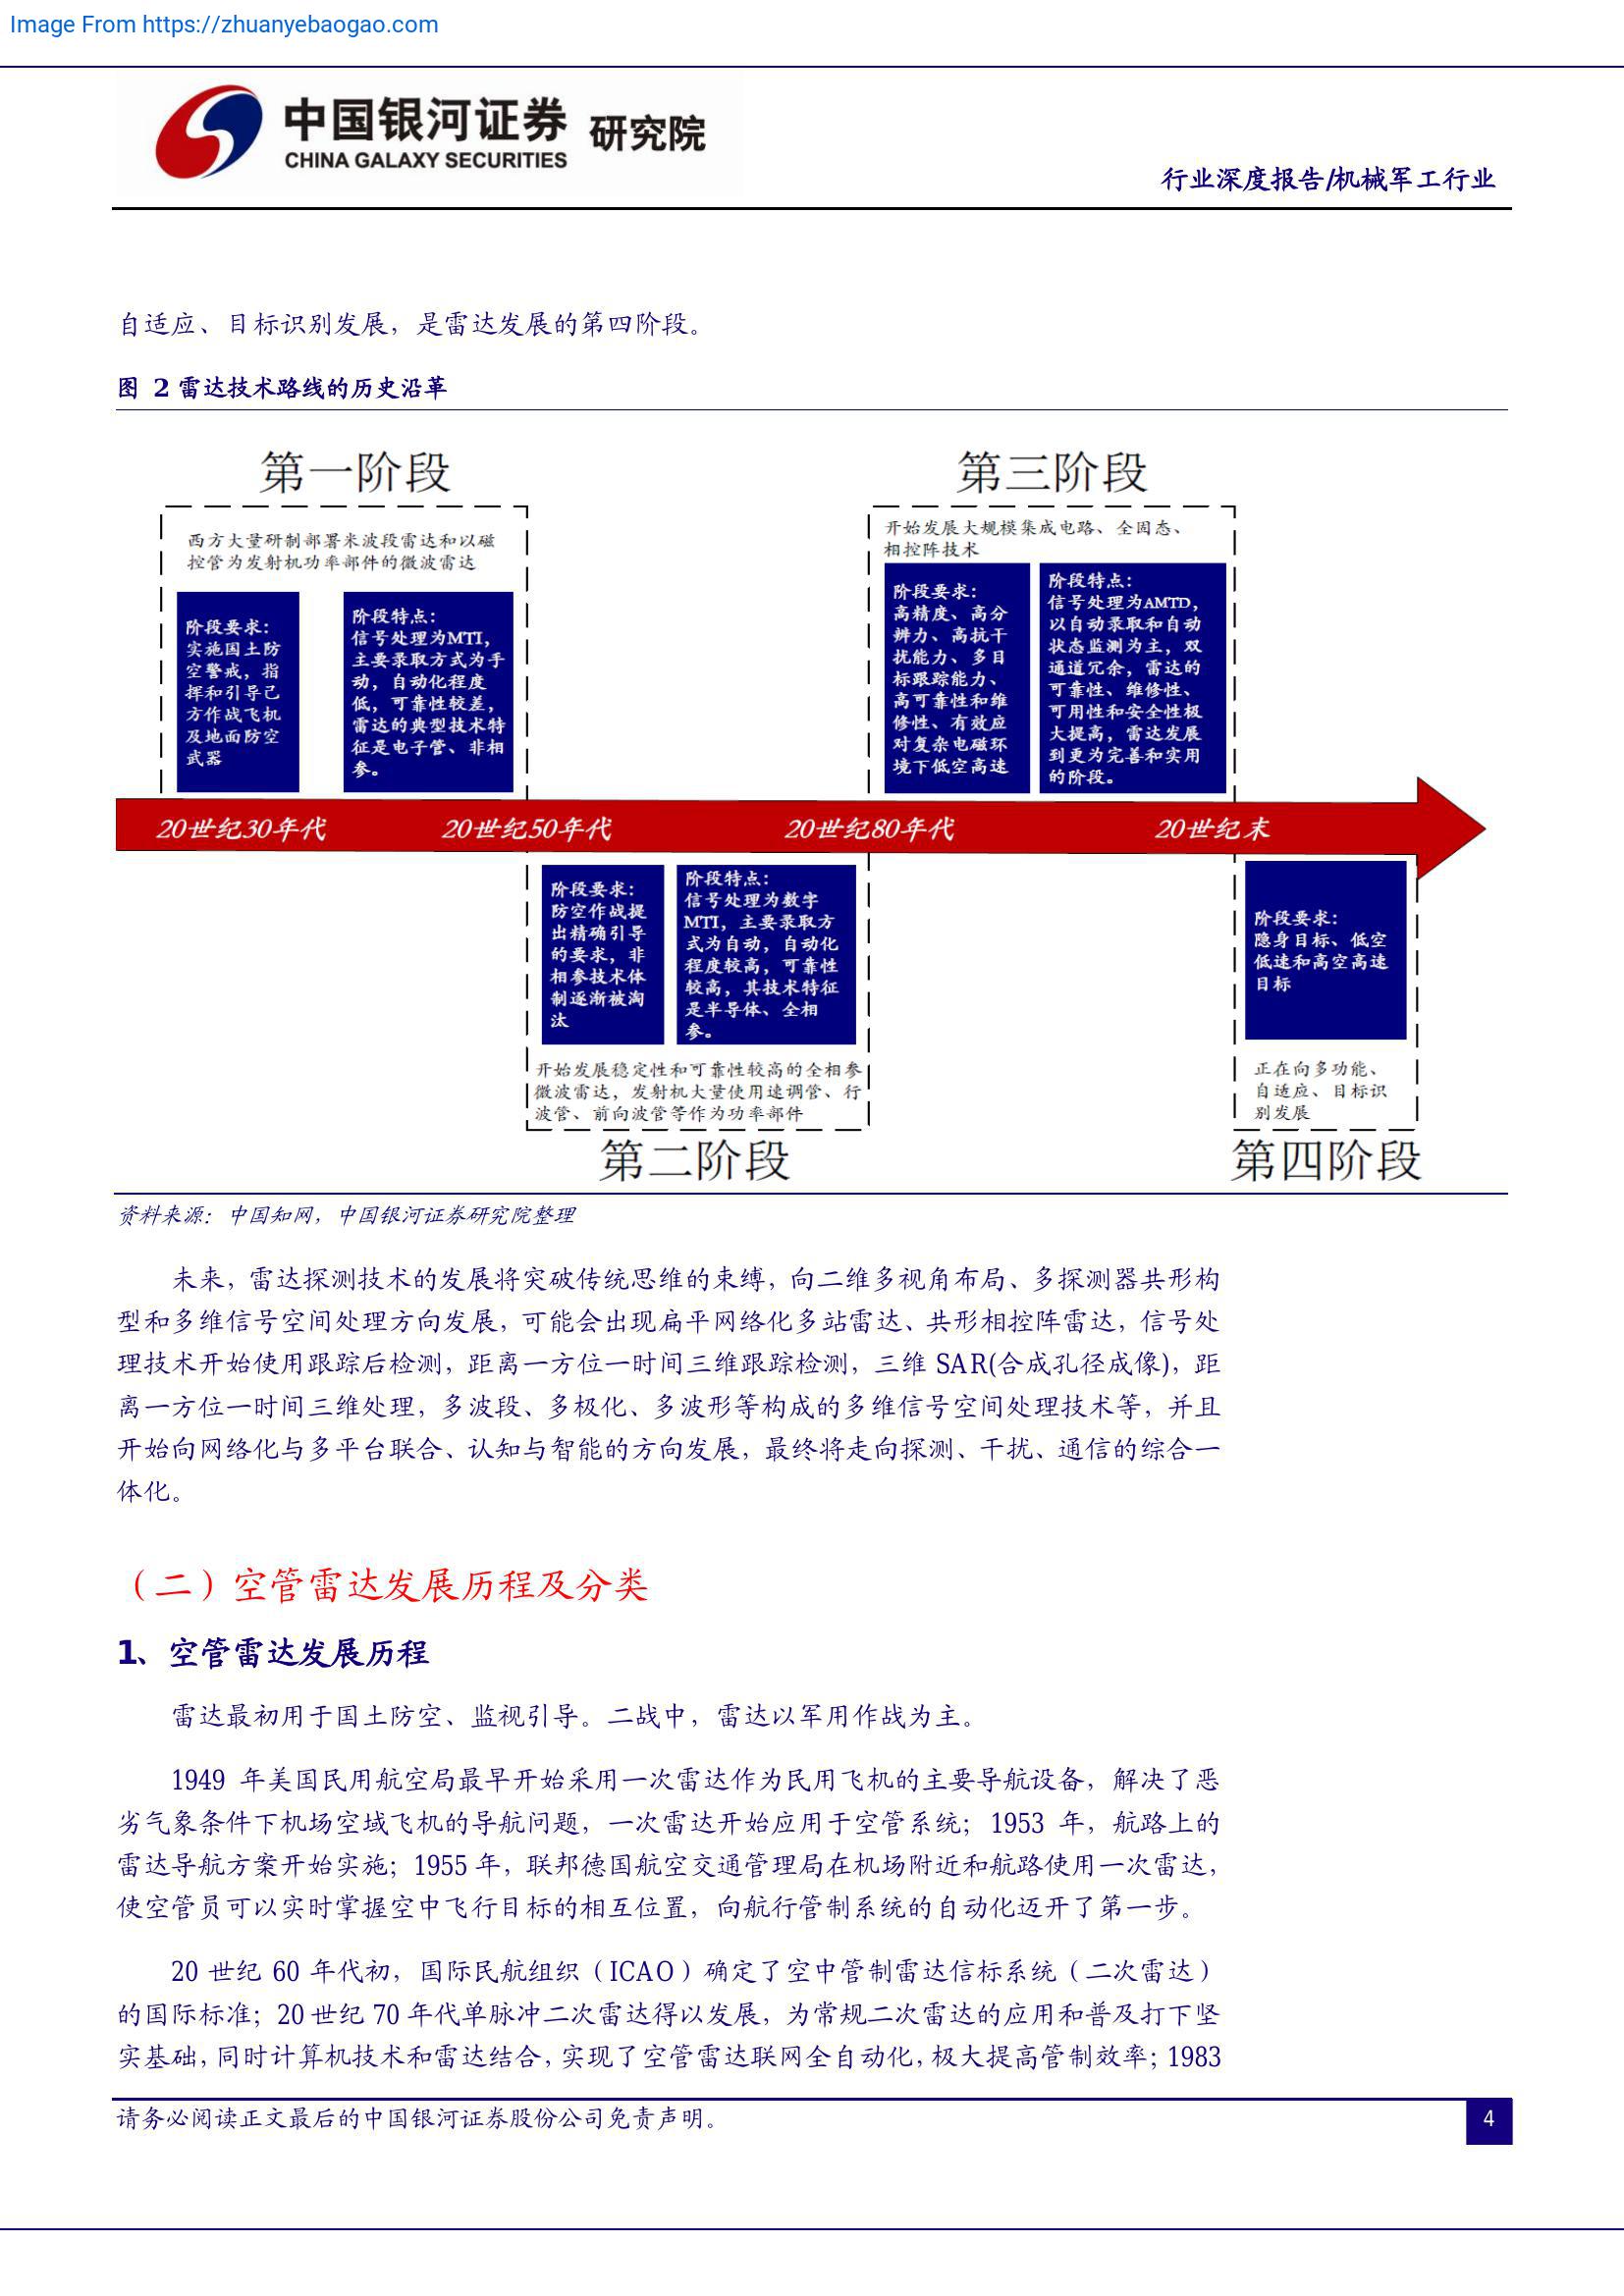 Image From https://zhuanyebaogao.com
中国银河证券 研究院
CHINA GALAXY SECURITIES
行业深度报告/机械军工行业
自适应、目标识别发展，是雷达发展的第四阶段。
图 2 雷达技术路线的历史沿革
第一阶段
西方大量研制部署米波段雷达和以磁
控管为发射机功率部件的微波雷达
阶段要求：
实施国土防
空警戒，指
挥和引导己
方作战飞机
及地面防空
武器
阶段特点：
信号处理为MTI，
主要录取方式为手
动，自动化程度
低，可靠性较差，
雷达的典型技术特
征是电子管、非相
参。
第三阶段
开始发展大规模集成电路、全固态、
相控阵技术
阶段要求：
高精度、高分
辨力、高抗干
扰能力、多目
标跟踪能力、
高可靠性和维
修性、有效应
对复杂电磁环
境下低空高速
阶段特点：
信号处理为AMTD，
以自动录取和自动
状态监测为主，双
通道冗余，雷达的
可靠性、维修性、
可用性和安全性极
大提高，雷达发展
到更为完善和实用
的阶段。
20世纪30年代
20世纪50年代
20世纪80年代
20世纪末
阶段要求：
防空作战提
出精确引导
的要求，非
相参技术体
制逐渐被淘
汰
阶段特点：
信号处理为数字
MTI，主要录取方
式为自动，自动化
程度较高，可靠性
较高，其技术特征
是半导体、全相
参。
开始发展稳定性和可靠性较高的全相参
微波雷达，发射机大量使用速调管、行
波管、前向波管等作为功率部件
第二阶段
阶段要求：
隐身目标、低空
低速和高空高速
目标
正在向多功能、
自适应、目标识
别发展
第四阶段
资料来源：中国知网，中国银河证券研究院整理
未来，雷达探测技术的发展将突破传统思维的束缚，向二维多视角布局、多探测器共形构
型和多维信号空间处理方向发展，可能会出现扁平网络化多站雷达、共形相控阵雷达，信号处
理技术开始使用跟踪后检测，距离一方位一时间三维跟踪检测，三维 SAR(合成孔径成像)，距
离一方位一时间三维处理，多波段、多极化、多波形等构成的多维信号空间处理技术等，并且
开始向网络化与多平台联合、认知与智能的方向发展，最终将走向探测、干扰、通信的综合一
体化。
（二）空管雷达发展历程及分类
1、空管雷达发展历程
雷达最初用于国土防空、监视引导。二战中，雷达以军用作战为主。
1949 年美国民用航空局最早开始采用一次雷达作为民用飞机的主要导航设备，解决了恶
劣气象条件下机场空域飞机的导航问题，一次雷达开始应用于空管系统；1953 年，航路上的
雷达导航方案开始实施；1955 年，联邦德国航空交通管理局在机场附近和航路使用一次雷达，
使空管员可以实时掌握空中飞行目标的相互位置，向航行管制系统的自动化迈开了第一步。
20 世纪 60 年代初，国际民航组织（ICAO）确定了空中管制雷达信标系统（二次雷达）
的国际标准；20 世纪 70 年代单脉冲二次雷达得以发展，为常规二次雷达的应用和普及打下坚
实基础，同时计算机技术和雷达结合，实现了空管雷达联网全自动化，极大提高管制效率；1983
请务必阅读正文最后的中国银河证券股份公司免责声明。
4